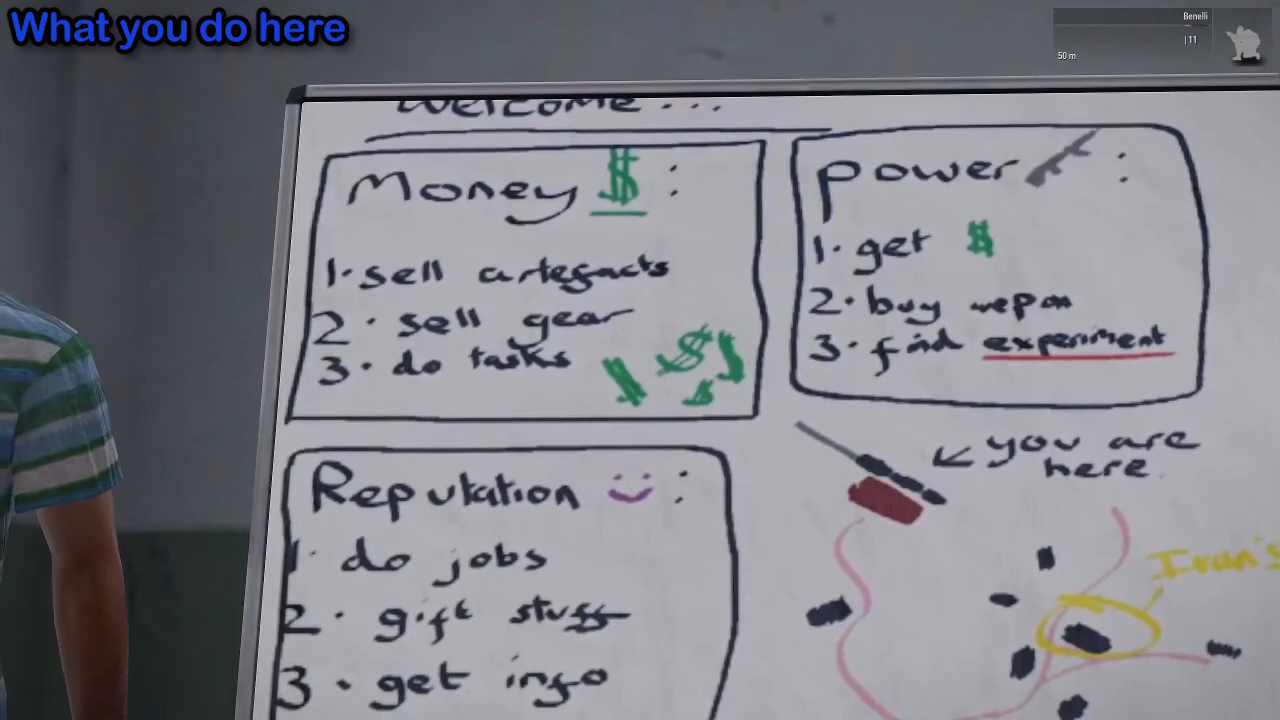 What you do here
Benelli
|11
50 m
Welcome...
Money $ :
1. sell artefacts
2. sell gear
3. do tasks
$ $ $ $
power :
1. get $
2. buy wepon
3. find experiment
you are
here.
Reputation :
1. do jobs
2. gift stuff
3. get info
Ivan's